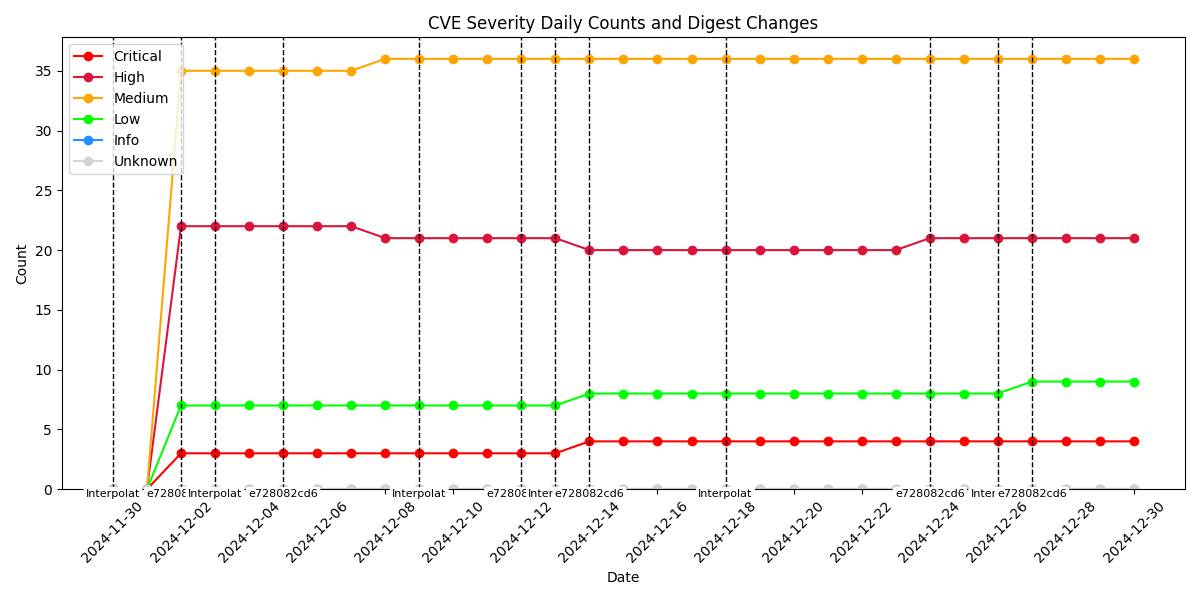 CVE Severity Daily Counts and Digest Changes
Critical
High
Medium
Low
Info
Unknown
Count
35
30
25
20
15
10
5
0
Interpolat
e72808
Interpolat
e728082cd6
Interpolat
e7280
Inter
e728082cd6
Interpolat
e728082cd6
Inter
e728082cd6
2024-11-30
2024-12-02
2024-12-04
2024-12-06
2024-12-08
2024-12-10
2024-12-12
2024-12-14
2024-12-16
2024-12-18
2024-12-20
2024-12-22
2024-12-24
2024-12-26
2024-12-28
2024-12-30
Date